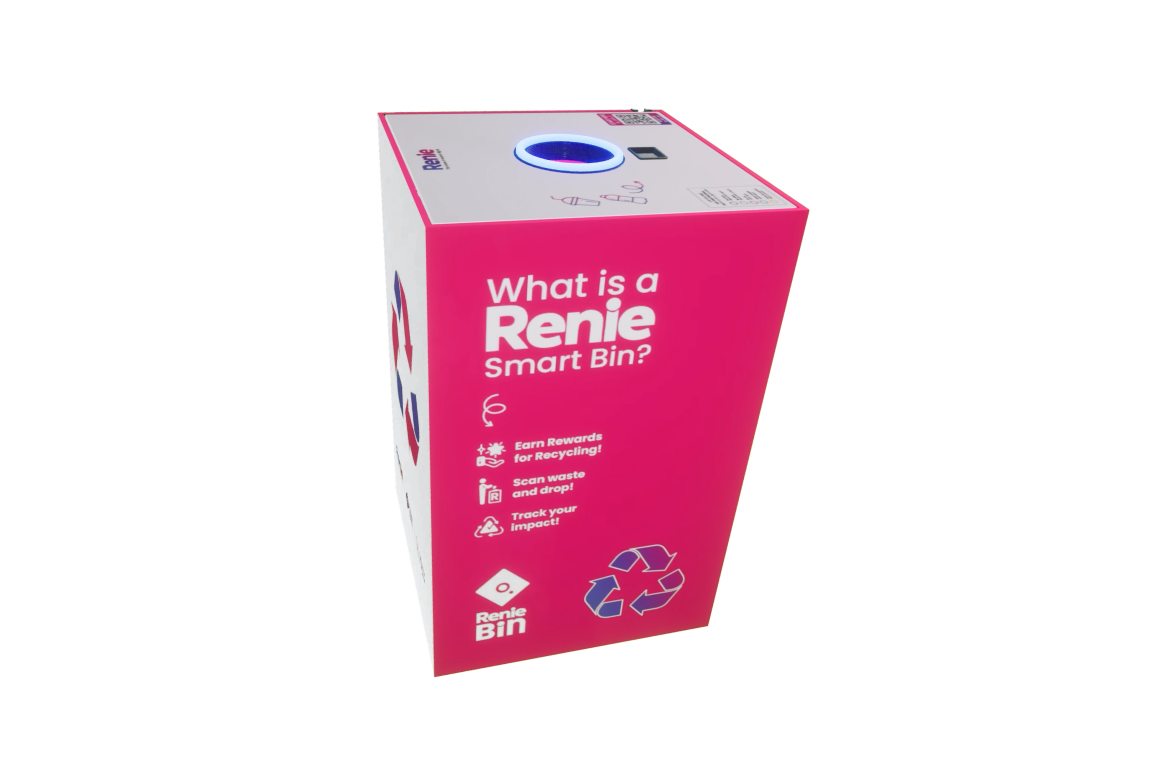 Renie
What is a
Renie
Smart Bin?
Earn Rewards
for Recycling!
Scan waste
and drop!
R
Track your
impact!
Renie
Bin